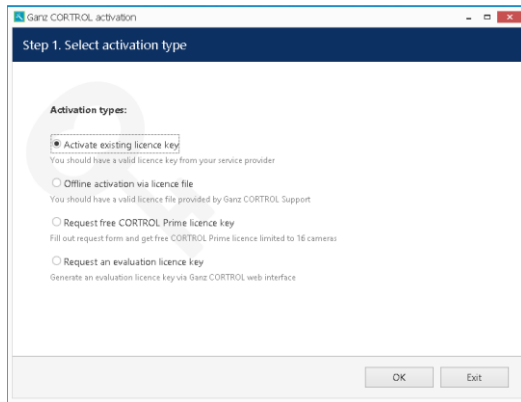 Ganz CORTROL activation
Step 1. Select activation type
Activation types:
Activate existing licence key
You should have a valid licence key from your service provider
Offline activation via licence file
You should have a valid licence file provided by Ganz CORTROL Support
Request free CORTROL Prime licence key
Fill out request form and get free CORTROL Prime licence limited to 16 cameras
Request an evaluation licence key
Generate an evaluation licence key via Ganz CORTROL web interface
OK Exit